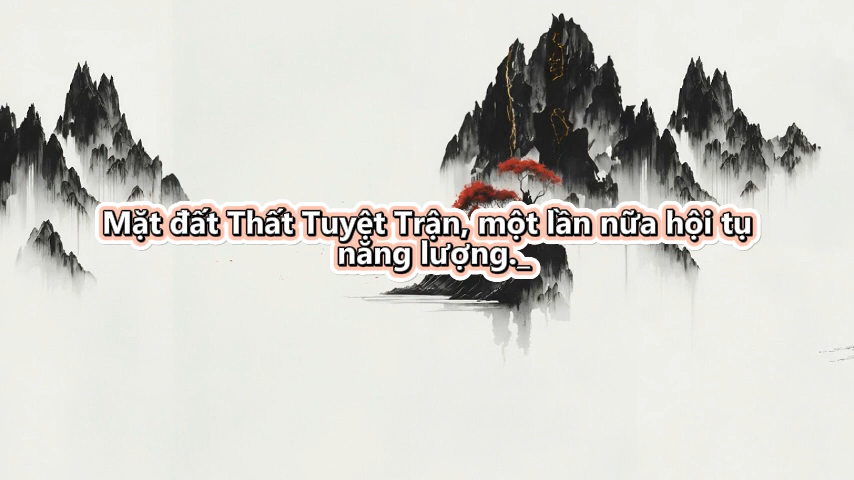 Mặt đất Thất Tuyệt Trận, một lần nữa hội tụ
năng lượng._